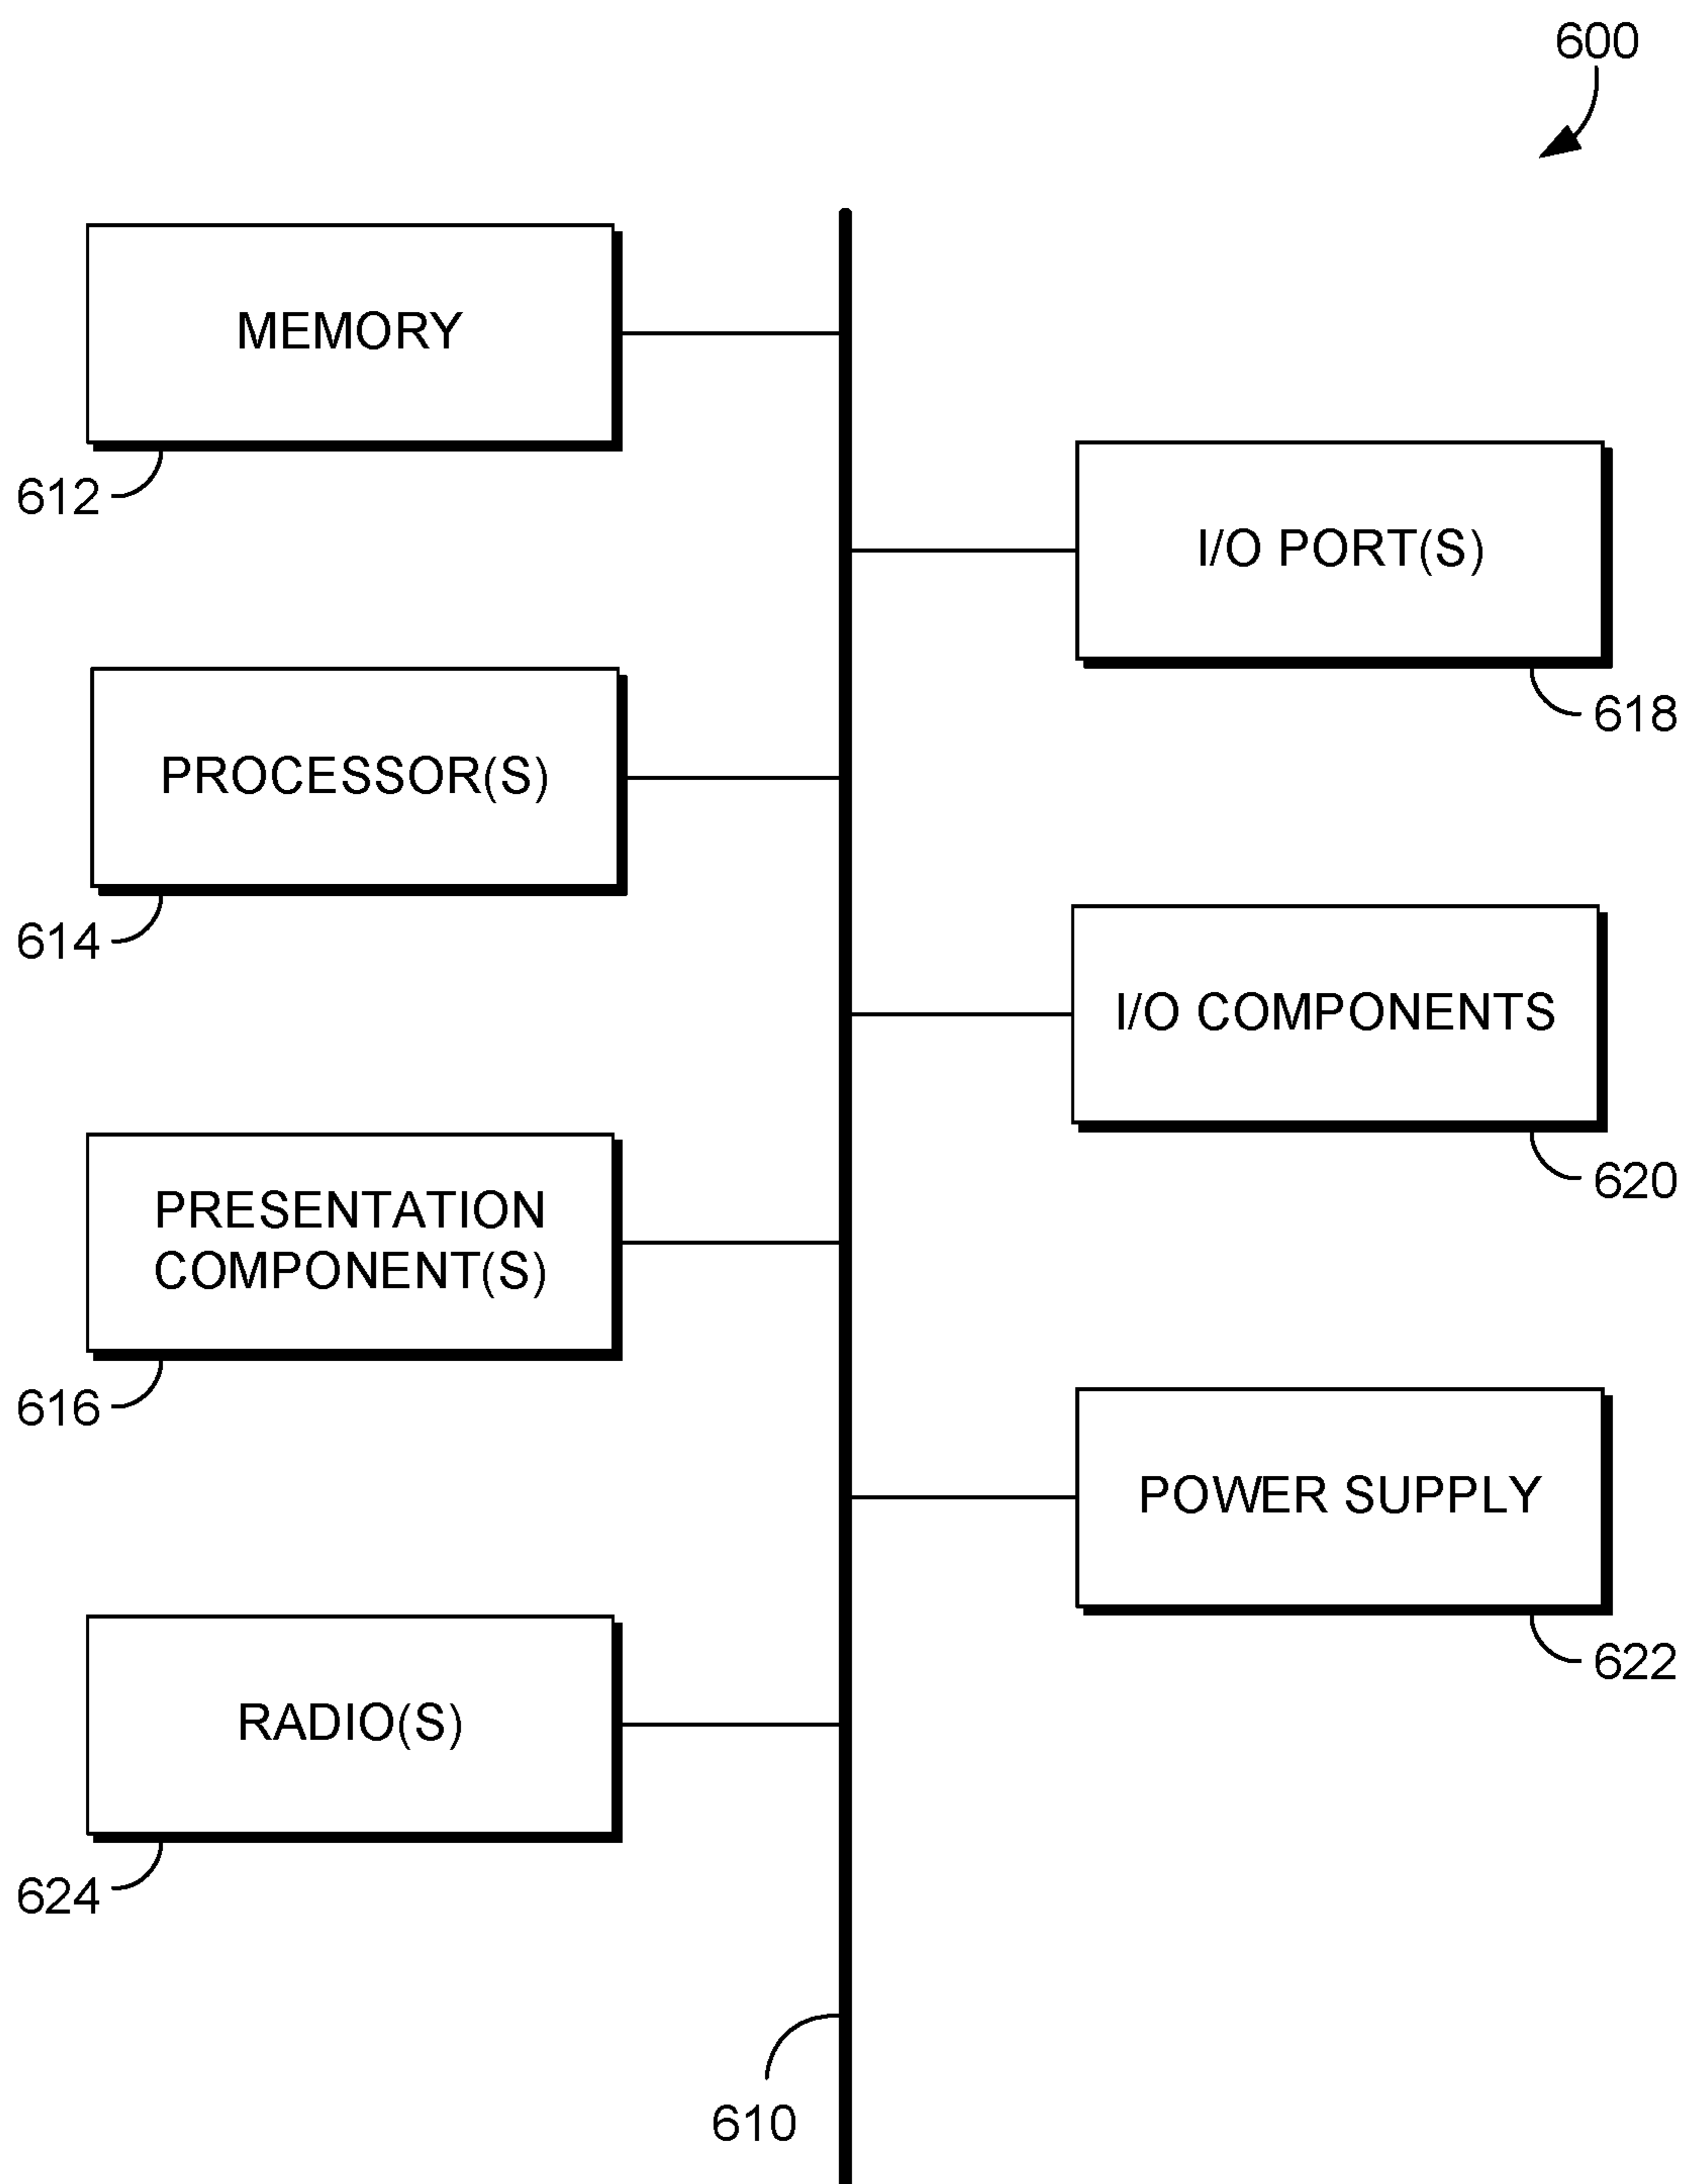 600
MEMORY
612
I/O PORT(S)
618
PROCESSOR(S)
614
I/O COMPONENTS
620
PRESENTATION
COMPONENT(S)
616
POWER SUPPLY
622
RADIO(S)
624
610